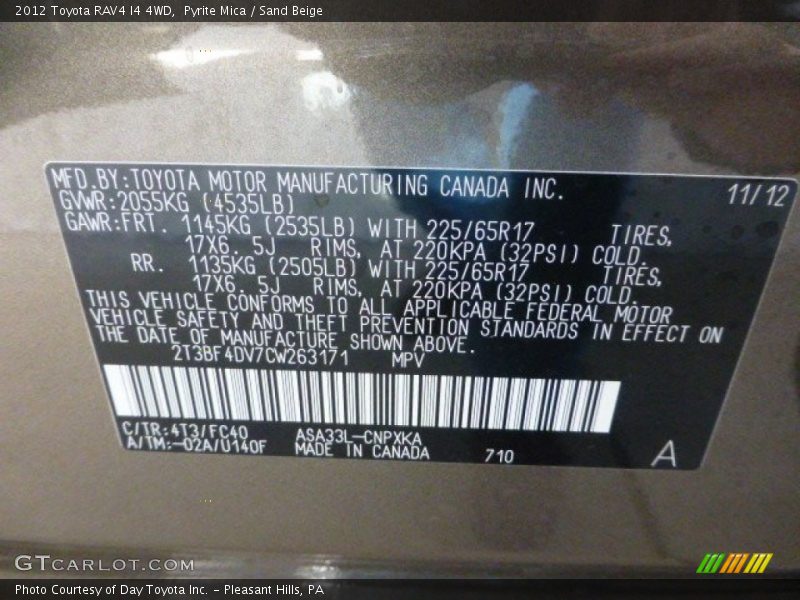 2012 Toyota RAV4 I4 4WD, Pyrite Mica / Sand Beige
MFD.BY:TOYOTA MOTOR MANUFACTURING CANADA INC. 11/12
GVWR:2055KG (4535LB)
GAWR:FRT. 1145KG (2535LB) WITH 225/65R17 TIRES,
17X6.5J RIMS, AT 220KPA (32PSI) COLD.
RR. 1135KG (2505LB) WITH 225/65R17 TIRES,
17X6.5J RIMS, AT 220KPA (32PSI) COLD.
THIS VEHICLE CONFORMS TO ALL APPLICABLE FEDERAL MOTOR
VEHICLE SAFETY AND THEFT PREVENTION STANDARDS IN EFFECT ON
THE DATE OF MANUFACTURE SHOWN ABOVE.
2T3BF4DV7CW263171 MPV
C/TR:4T3/FC40 ASA33L-CNPXKA
A/TM:-02A/U140F MADE IN CANADA 710 A
GTCARLOT.COM
Photo Courtesy of Day Toyota Inc. - Pleasant Hills, PA